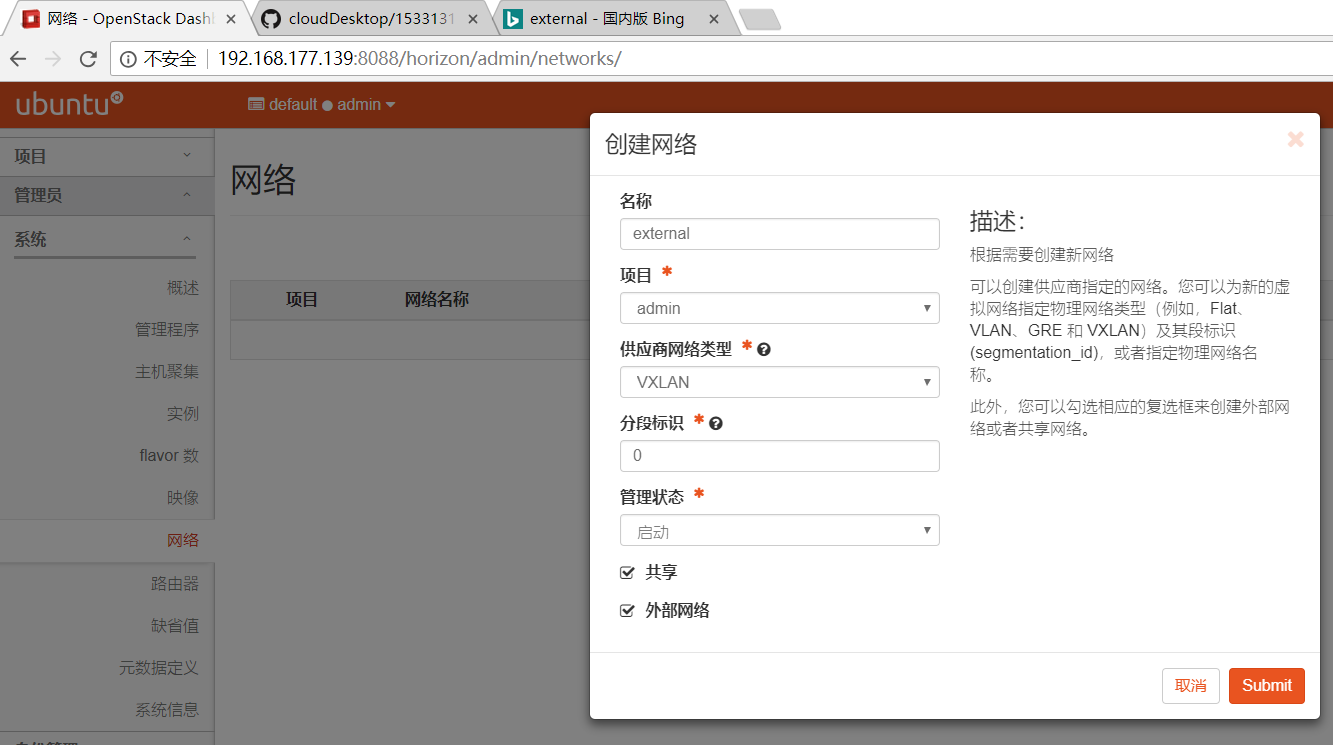 网络 - OpenStack Dash
cloudDesktop/1533131
external - 国内版 Bing
不安全
192.168.177.139:8088/horizon/admin/networks/
ubuntu
default ● admin
项目
管理员
系统
概述
管理程序
主机聚集
实例
flavor 数
映像
网络
路由器
缺省值
元数据定义
系统信息
网络
项目
网络名称
创建网络
名称
external
项目 *
admin
供应商网络类型 *
VXLAN
分段标识 *
0
管理状态 *
启动
共享
外部网络
描述:
根据需要创建新网络
可以创建供应商指定的网络。您可以为新的虚
拟网络指定物理网络类型（例如，Flat、
VLAN、GRE 和 VXLAN）及其段标识
(segmentation_id)，或者指定物理网络名
称。
此外，您可以勾选相应的复选框来创建外部网
络或者共享网络。
取消
Submit